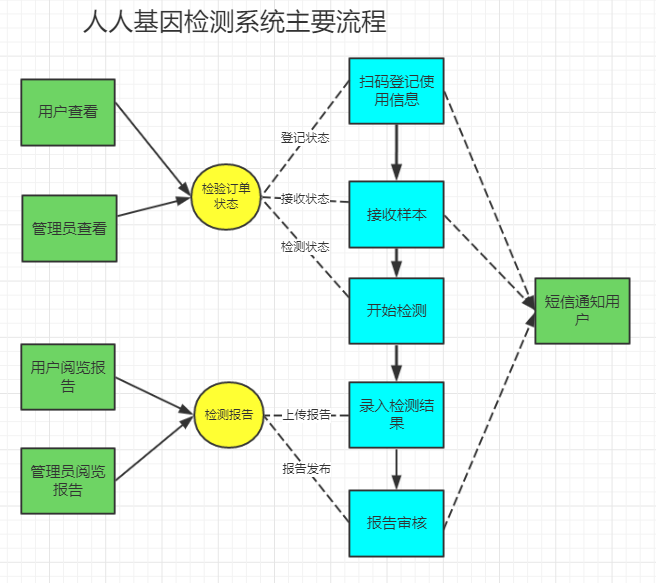 人人基因检测系统主要流程
用户查看
管理员查看
检验订单
状态
登记状态
接收状态
检测状态
扫码登记使
用信息
接收样本
开始检测
短信通知用
户
用户阅览报
告
管理员阅览
报告
检测报告
上传报告
报告发布
录入检测结
果
报告审核